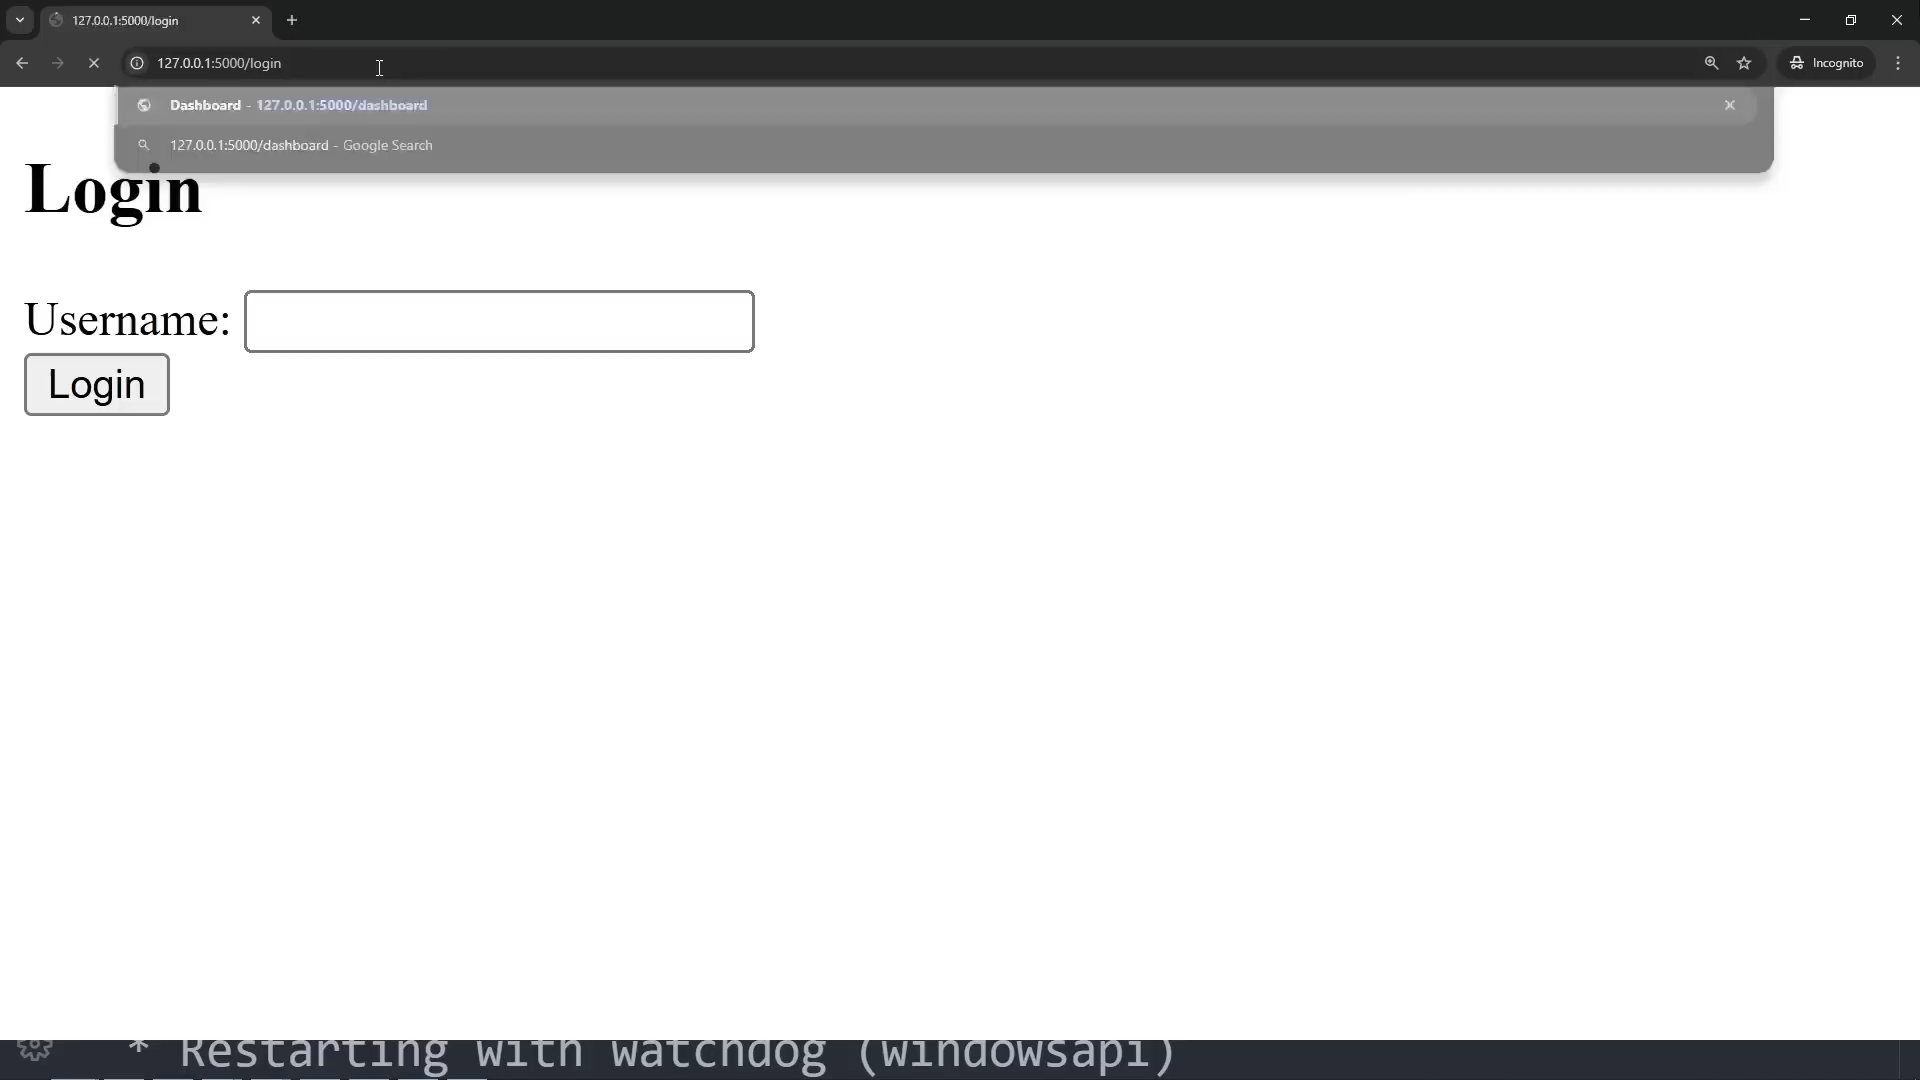 127.0.0.1:5000/login
127.0.0.1:5000/login
Incognito
Dashboard - 127.0.0.1:5000/dashboard
127.0.0.1:5000/dashboard - Google Search
Login
Username:
Login
* Restarting with watchdog (windowsapi)